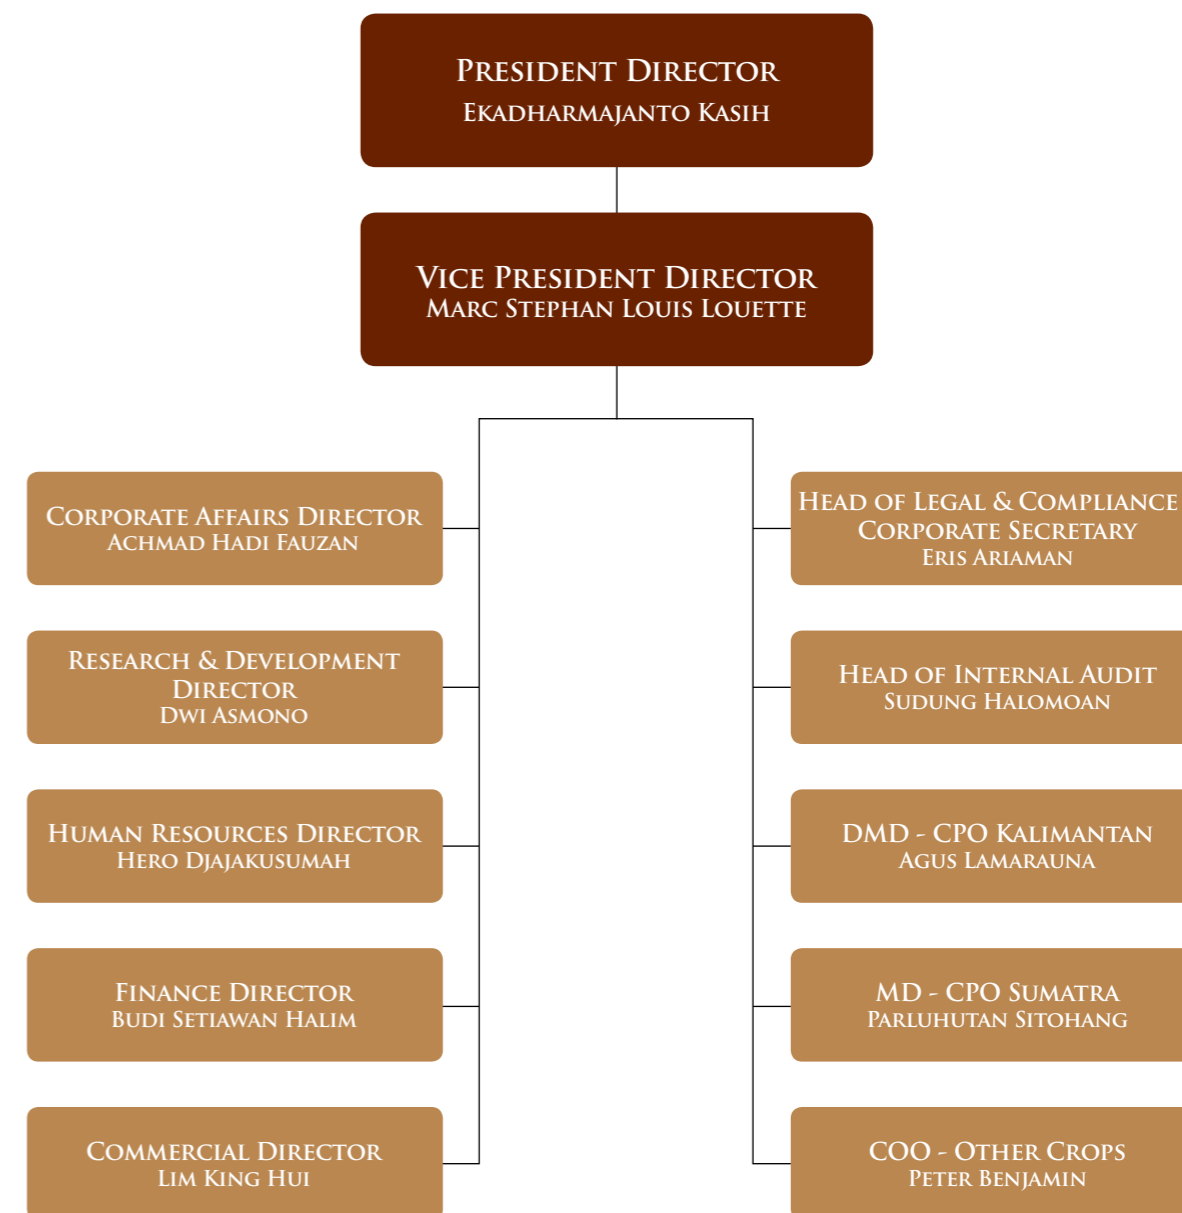 President Director
Ekadharmajanto Kasih
Vice President Director
Marc Stephan Louis Louette
Corporate Affairs Director
Achmad Hadi Fauzan
Research & Development
Director
Dwi Asmono
Human Resources Director
Hero Djajakusumah
Finance Director
Budi Setiawan Halim
Commercial Director
Lim King Hui
Head of Legal & Compliance
Corporate Secretary
Eris Ariaman
Head of Internal Audit
Sudung Halomoan
DMD - CPO Kalimantan
Agus Lamarauna
MD - CPO Sumatra
Parluhutan Sitohang
COO - Other Crops
Peter Benjamin